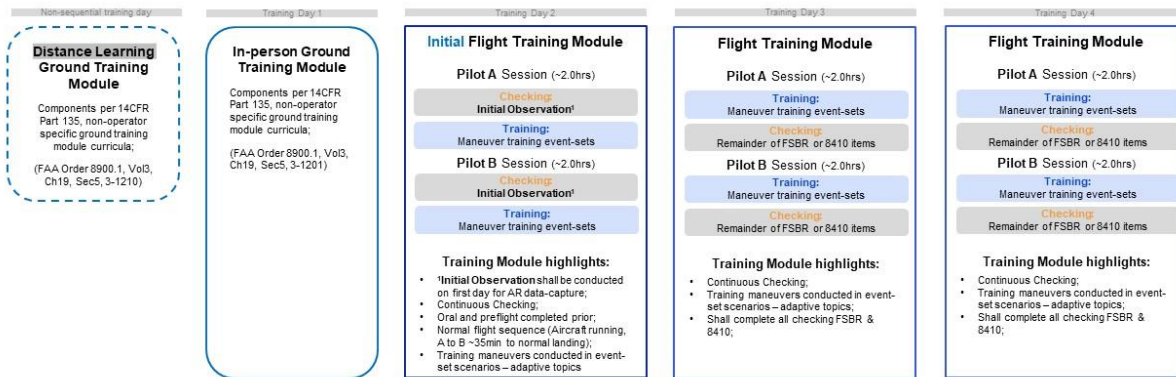 Non-sequential training day
Distance Learning
Ground Training
Module
Components per 14CFR
Part 135, non-operator
specific ground training
module curricula;
(FAA Order 8900.1, Vol3,
Ch19, Sec5, 3-1210)
Training Day 1
In-person Ground
Training Module
Components per 14CFR
Part 135, non-operator
specific ground training
module curricula;
(FAA Order 8900.1, Vol3,
Ch19, Sec5, 3-1201)
Training Day 2
Initial Flight Training Module
Pilot A Session (~2.0hrs)
Checking:
Initial Observation¹
Training:
Maneuver training event-sets
Pilot B Session (~2.0hrs)
Checking:
Initial Observation¹
Training:
Maneuver training event-sets
Training Module highlights:
• ¹Initial Observation shall be conducted
on first day for AR data-capture;
• Continuous Checking;
• Oral and preflight completed prior;
• Normal flight sequence (Aircraft running,
A to B ~35min to normal landing);
• Training maneuvers conducted in event-
set scenarios – adaptive topics
Training Day 3
Flight Training Module
Pilot A Session (~2.0hrs)
Training:
Maneuver training event-sets
Checking:
Remainder of FSBR or 8410 items
Pilot B Session (~2.0hrs)
Training:
Maneuver training event-sets
Checking:
Remainder of FSBR or 8410 items
Training Module highlights:
• Continuous Checking;
• Training maneuvers conducted in event-
set scenarios – adaptive topics;
• Shall complete all checking FSBR &
8410;
Training Day 4
Flight Training Module
Pilot A Session (~2.0hrs)
Training:
Maneuver training event-sets
Checking:
Remainder of FSBR or 8410 items
Pilot B Session (~2.0hrs)
Training:
Maneuver training event-sets
Checking:
Remainder of FSBR or 8410 items
Training Module highlights:
• Continuous Checking;
• Training maneuvers conducted in event-
set scenarios – adaptive topics;
• Shall complete all checking FSBR &
8410;